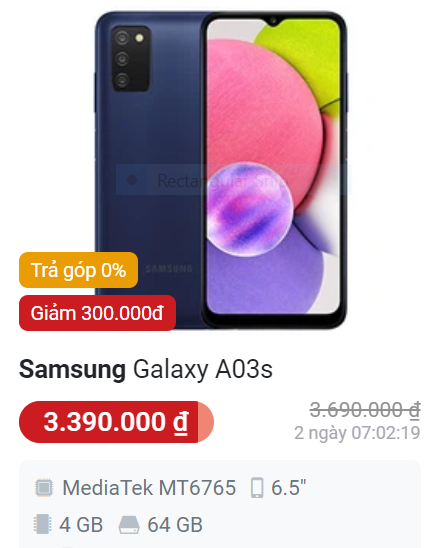 Rectangular Snip
SAMSUNG
Trả góp 0%
Giảm 300.000đ
Samsung Galaxy A03s
3.390.000 ₫
3.690.000 ₫
2 ngày 07:02:19
MediaTek MT6765 6.5"
4 GB 64 GB